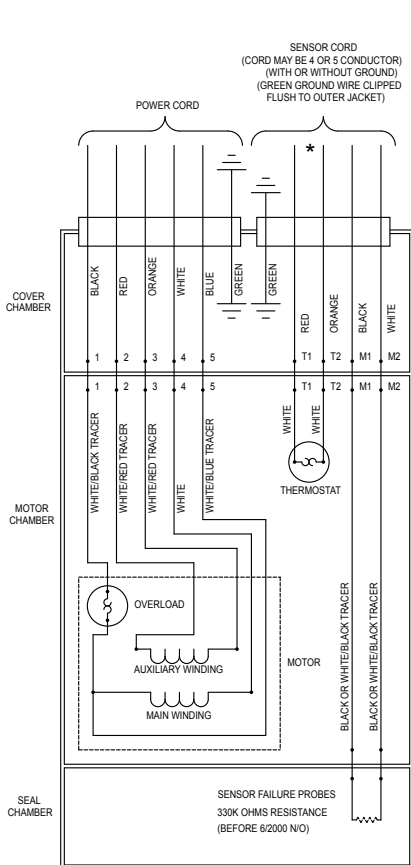 SENSOR CORD
(CORD MAY BE 4 OR 5 CONDUCTOR)
(WITH OR WITHOUT GROUND)
(GREEN GROUND WIRE CLIPPED
FLUSH TO OUTER JACKET)
POWER CORD
*
COVER
CHAMBER
BLACK
RED
ORANGE
WHITE
BLUE
GREEN
GREEN
RED
ORANGE
BLACK
WHITE
1 2 3 4 5 T1 T2 M1 M2
1 2 3 4 5 T1 T2 M1 M2
MOTOR
CHAMBER
WHITE/BLACK TRACER
WHITE/RED TRACER
WHITE/RED TRACER
WHITE
WHITE/BLUE TRACER
WHITE
WHITE
THERMOSTAT
OVERLOAD
AUXILIARY WINDING
MAIN WINDING
MOTOR
BLACK OR WHITE/BLACK TRACER
BLACK OR WHITE/BLACK TRACER
SEAL
CHAMBER
SENSOR FAILURE PROBES
330K OHMS RESISTANCE
(BEFORE 6/2000 N/O)